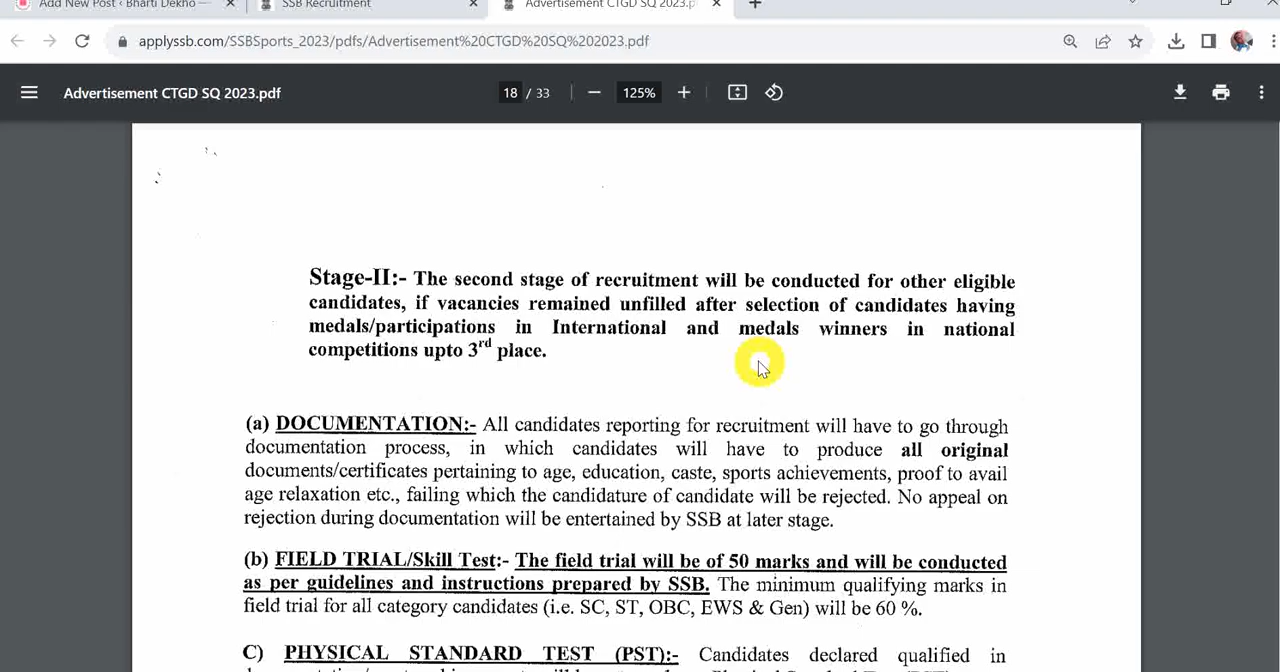 Add New Post ‹ Bharti Dekho —
SSB Recruitment
Advertisement CTGD SQ 2023.p
applyssb.com/SSBSports_2023/pdfs/Advertisement%20CTGD%20SQ%202023.pdf
Advertisement CTGD SQ 2023.pdf
18 / 33
125%
Stage-II:- The second stage of recruitment will be conducted for other eligible
candidates, if vacancies remained unfilled after selection of candidates having
medals/participations in International and medals winners in national
competitions upto 3rd place.
(a) DOCUMENTATION:- All candidates reporting for recruitment will have to go through
documentation process, in which candidates will have to produce all original
documents/certificates pertaining to age, education, caste, sports achievements, proof to avail
age relaxation etc., failing which the candidature of candidate will be rejected. No appeal on
rejection during documentation will be entertained by SSB at later stage.
(b) FIELD TRIAL/Skill Test:- The field trial will be of 50 marks and will be conducted
as per guidelines and instructions prepared by SSB. The minimum qualifying marks in
field trial for all category candidates (i.e. SC, ST, OBC, EWS & Gen) will be 60 %.
C) PHYSICAL STANDARD TEST (PST):- Candidates declared qualified in